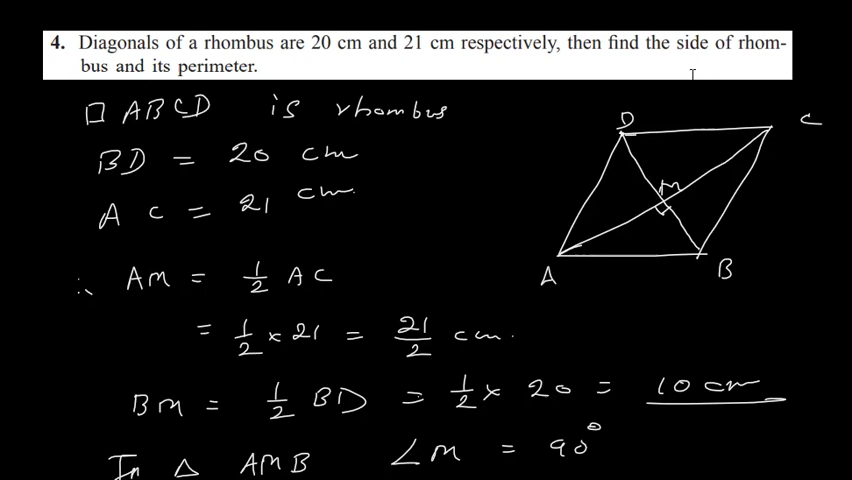 4. Diagonals of a rhombus are 20 cm and 21 cm respectively, then find the side of rhom-
bus and its perimeter.
□ ABCD is rhombus
BD = 20 cm
AC = 21 cm.
∴ AM = 1/2 AC
= 1/2 × 21 = 21/2 cm.
BM = 1/2 BD = 1/2 × 20 = 10 cm
In △ AMB ∠M = 90°
D
C
M
A
B